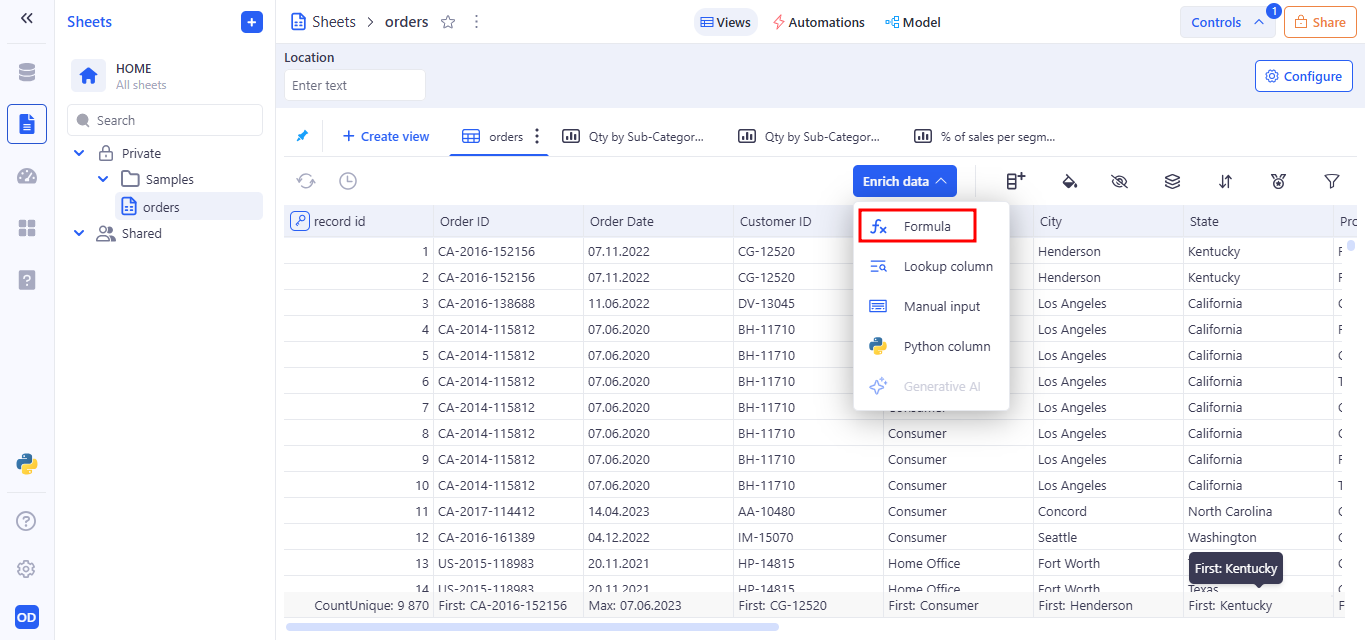 Sheets
Sheets > orders
Views
Automations
Model
Controls
1
Share
HOME
All sheets
Search
Private
Samples
orders
Shared
OD
Location
Enter text
Configure
+ Create view
orders
Qty by Sub-Categor...
Qty by Sub-Categor...
% of sales per segm...
Enrich data
Formula
Lookup column
Manual input
Python column
Generative AI
record id Order ID Order Date Customer ID City State
1 CA-2016-152156 07.11.2022 CG-12520 Henderson Kentucky
2 CA-2016-152156 07.11.2022 CG-12520 Henderson Kentucky
3 CA-2016-138688 11.06.2022 DV-13045 Los Angeles California
4 CA-2014-115812 07.06.2020 BH-11710 Los Angeles California
5 CA-2014-115812 07.06.2020 BH-11710 Los Angeles California
6 CA-2014-115812 07.06.2020 BH-11710 Los Angeles California
7 CA-2014-115812 07.06.2020 BH-11710 Consumer Los Angeles California
8 CA-2014-115812 07.06.2020 BH-11710 Consumer Los Angeles California
9 CA-2014-115812 07.06.2020 BH-11710 Consumer Los Angeles California
10 CA-2014-115812 07.06.2020 BH-11710 Consumer Los Angeles California
11 CA-2017-114412 14.04.2023 AA-10480 Consumer Concord North Carolina
12 CA-2016-161389 04.12.2022 IM-15070 Consumer Seattle Washington
13 US-2015-118983 20.11.2021 HP-14815 Home Office Fort Worth
14 US-2015-118983 20.11.2021 HP-14815 Home Office Fort Worth Texas
First: Kentucky
CountUnique: 9 870 First: CA-2016-152156 Max: 07.06.2023 First: CG-12520 First: Consumer First: Henderson First: Kentucky